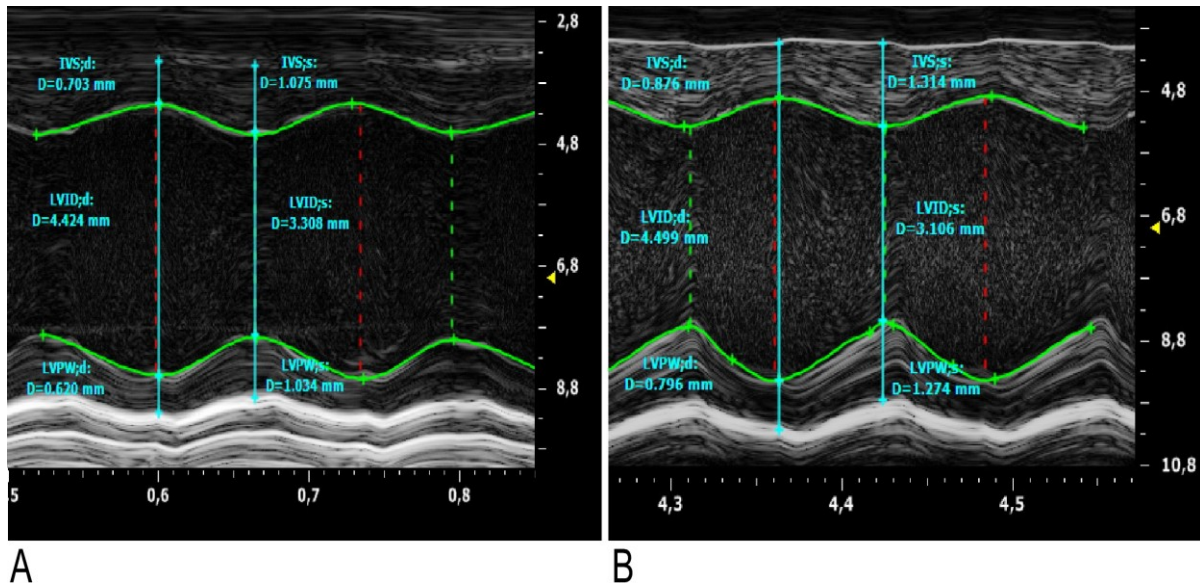 IVS;d:
D=0.703 mm
IVS;s:
D=1.075 mm
LVID;d:
D=4.424 mm
LVID;s:
D=3.308 mm
LVPW;d:
D=0.620 mm
LVPW;s:
D=1.034 mm
2,8
4,8
6,8
8,8
5
0,6
0,7
0,8
A
IVS;d:
D=0.876 mm
IVS;s:
D=1.314 mm
LVID;d:
D=4.499 mm
LVID;s:
D=3.106 mm
LVPW;d:
D=0.796 mm
LVPW;s:
D=1.274 mm
4,8
6,8
8,8
10,8
4,3
4,4
4,5
B